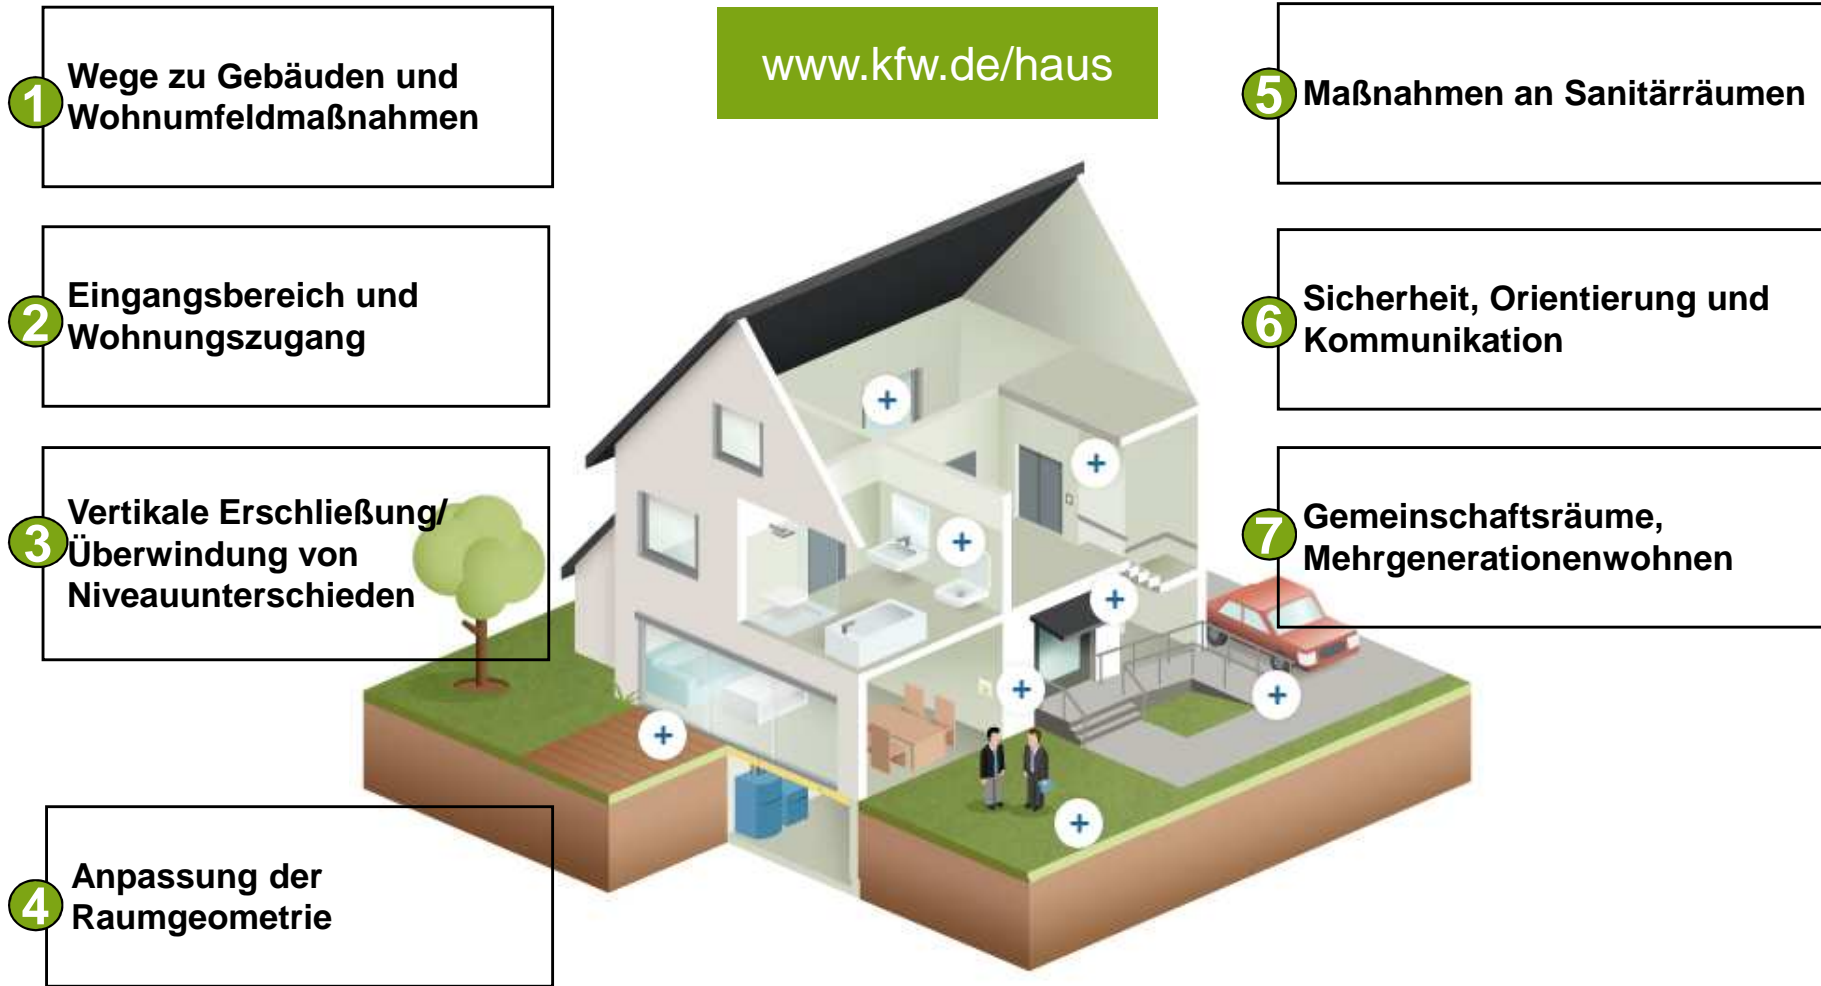 www.kfw.de/haus
1
Wege zu Gebäuden und
Wohnumfeldmaßnahmen
2
Eingangsbereich und
Wohnungszugang
3
Vertikale Erschließung/
Überwindung von
Niveauunterschieden
4
Anpassung der
Raumgeometrie
5
Maßnahmen an Sanitärräumen
6
Sicherheit, Orientierung und
Kommunikation
7
Gemeinschaftsräume,
Mehrgenerationenwohnen